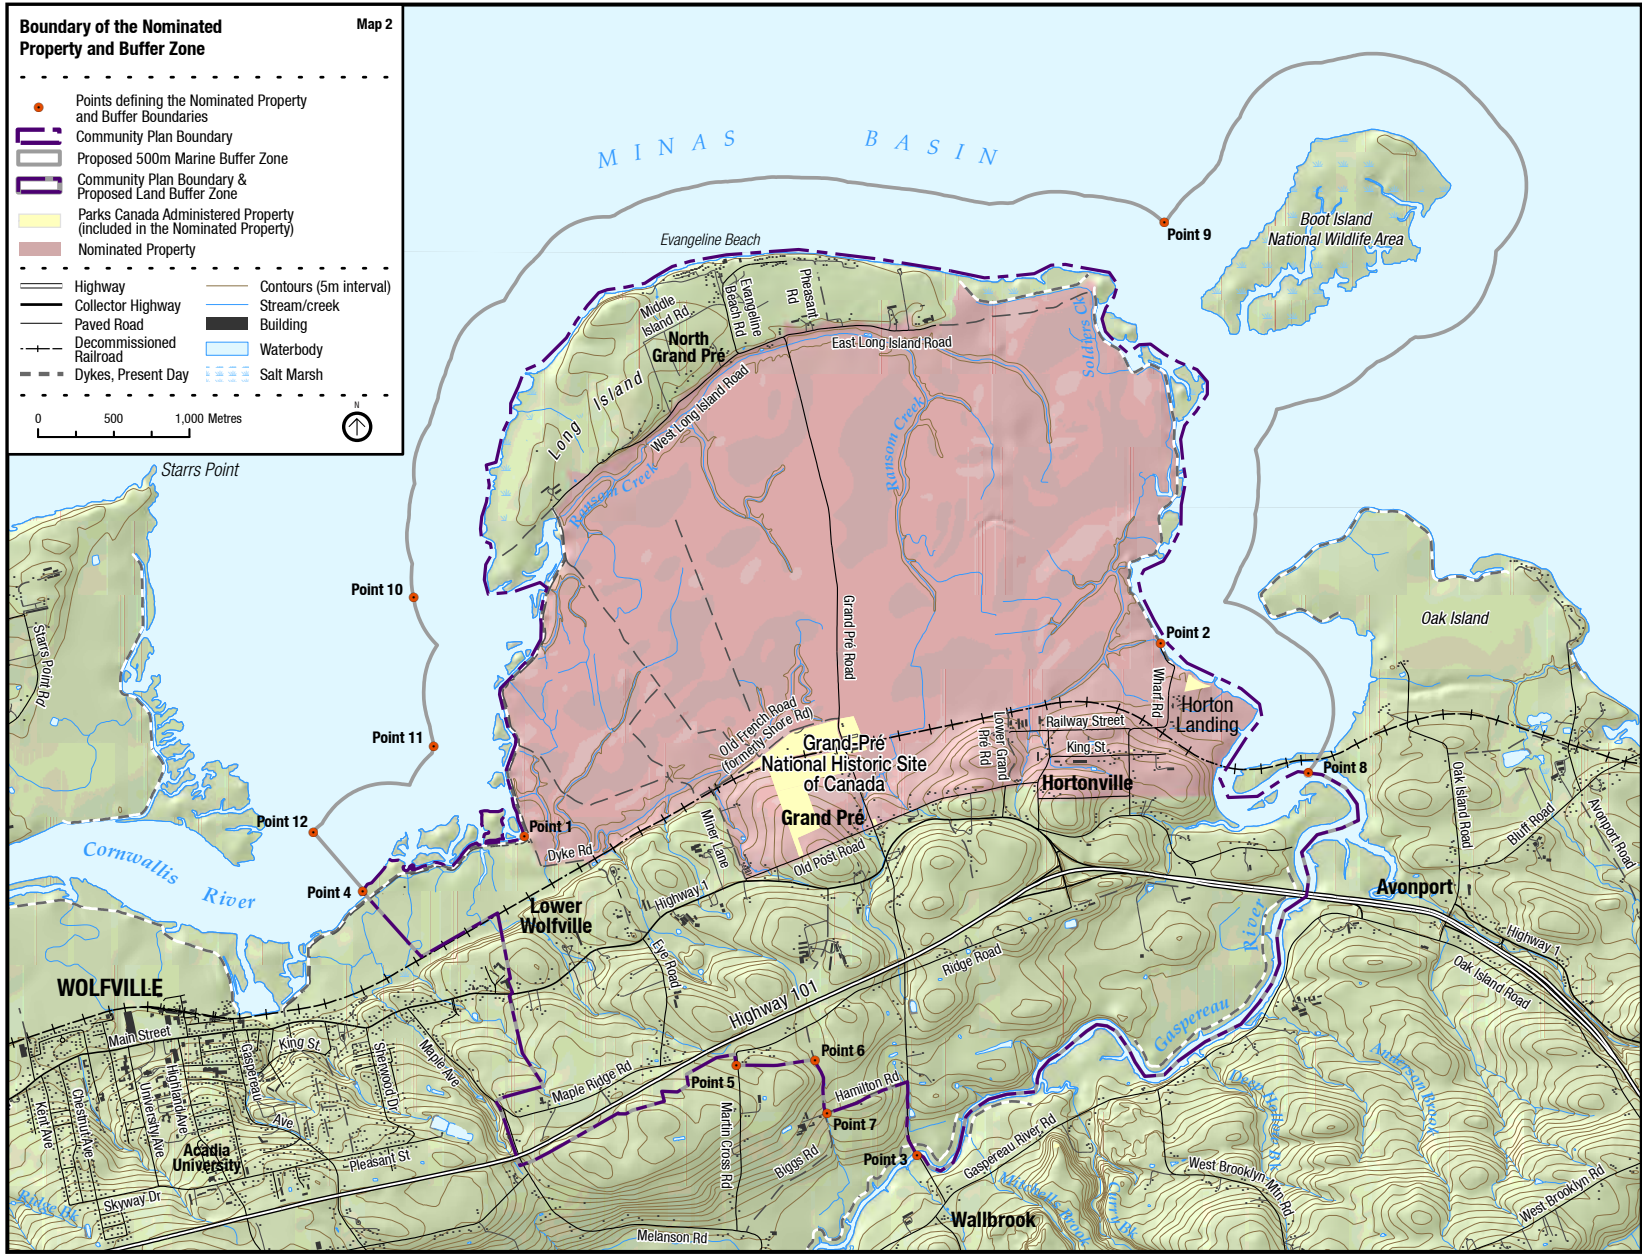 Boundary of the Nominated
Property and Buffer Zone
Map 2
Points defining the Nominated Property
and Buffer Boundaries
Community Plan Boundary
Proposed 500m Marine Buffer Zone
Community Plan Boundary &
Proposed Land Buffer Zone
Parks Canada Administered Property
(included in the Nominated Property)
Nominated Property
Highway
Collector Highway
Paved Road
Decommissioned
Railroad
Dykes, Present Day
Contours (5m interval)
Stream/creek
Building
Waterbody
Salt Marsh
0 500 1,000 Metres
N
MINAS BASIN
Evangeline Beach
Point 9
Boot Island
National Wildlife Area
Middle
Island Rd
Evangeline
Beach Rd
Pheasant
Rd
North
Grand Pré
East Long Island Road
Soldiers Ck
Long Island
West Long Island Road
Ransom Creek
Ransom Creek
Starrs Point
Starrs Point Rd
Point 10
Grand Pré Road
Oak Island
Point 2
Wharf Rd
Horton
Landing
Old French Road
(formerly Shore Rd)
Lower Grand
Pré Rd
Railway Street
King St
Hortonville
Point 11
Grand-Pré
National Historic Site
of Canada
Grand Pré
Point 8
Oak Island Road
Bluff Road
Avonport Road
Point 12
Point 1
Dyke Rd
Miner Lane
Old Post Road
Cornwallis
River
Point 4
Highway 1
Avonport
Lower
Wolfville
Eye Road
Ridge Road
River
Gaspereau
Highway 1
Oak Island Road
WOLFVILLE
Highway 101
Main Street
King St
Gaspereau
Ave
Sherwood Dr
Maple Ave
Highland Ave
University Ave
Chestnut Ave
Kent Ave
Acadia
University
Pleasant St
Skyway Dr
Ridge Bk
Maple Ridge Rd
Point 5
Point 6
Hamilton Rd
Point 7
Martin Cross Rd
Biggs Rd
Point 3
Gaspereau River Rd
Melanson Rd
Wallbrook
Mitchells Brook
Curry Bk
Deep Hollow Bk
Anderson Brook
West Brooklyn Mtn Rd
West Brooklyn Rd